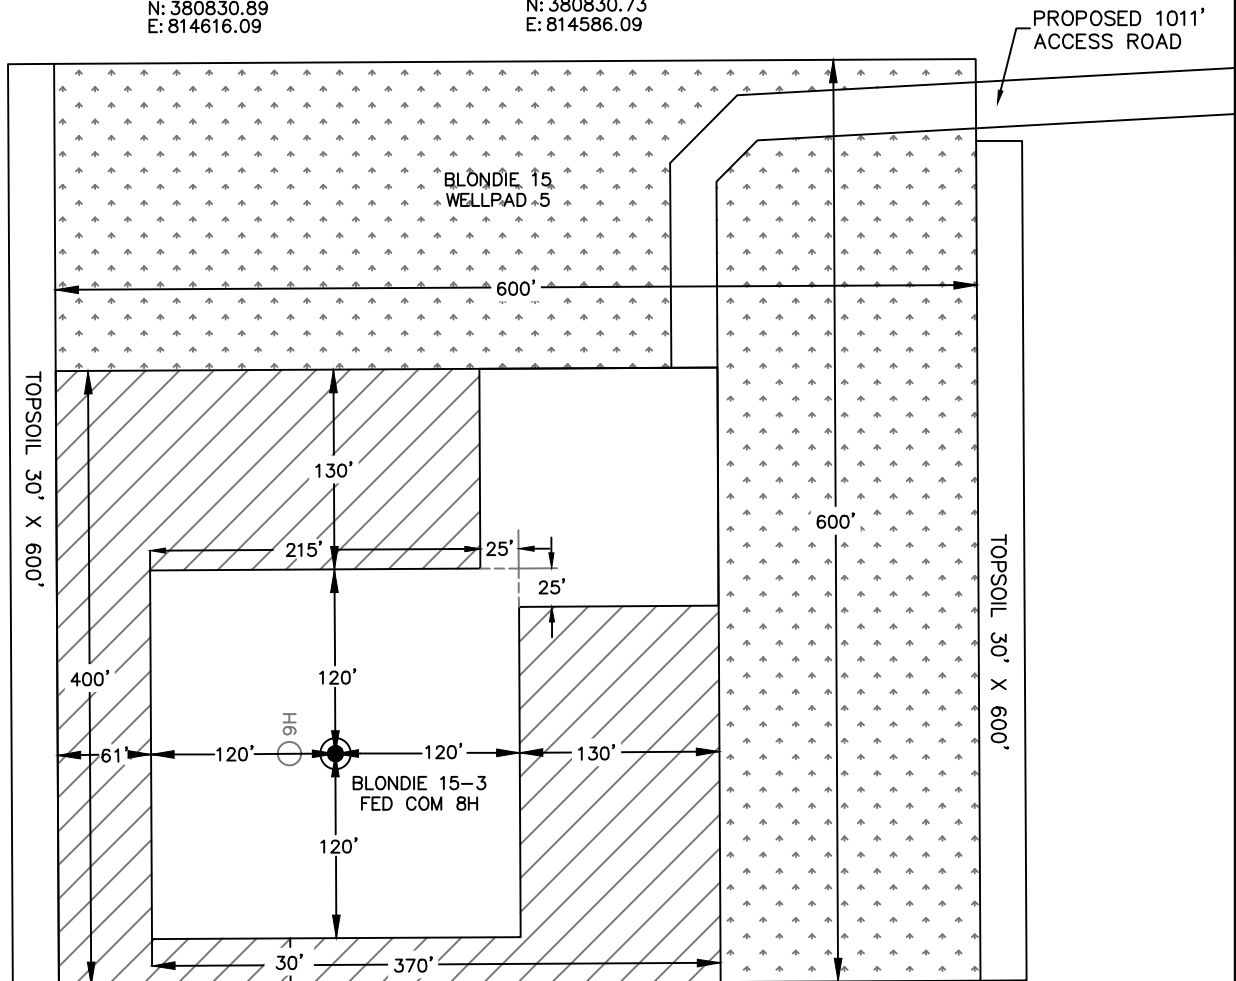 N: 380830.89
E: 814616.09
N: 380830.73
E: 814586.09
PROPOSED 1011'
ACCESS ROAD
BLONDIE 15
WELLPAD 5
600'
TOPSOIL 30' X 600'
130'
600'
215'
25'
25'
TOPSOIL 30' X 600'
400'
120'
9H
61'
120'
120'
130'
BLONDIE 15-3
FED COM 8H
120'
30'
370'